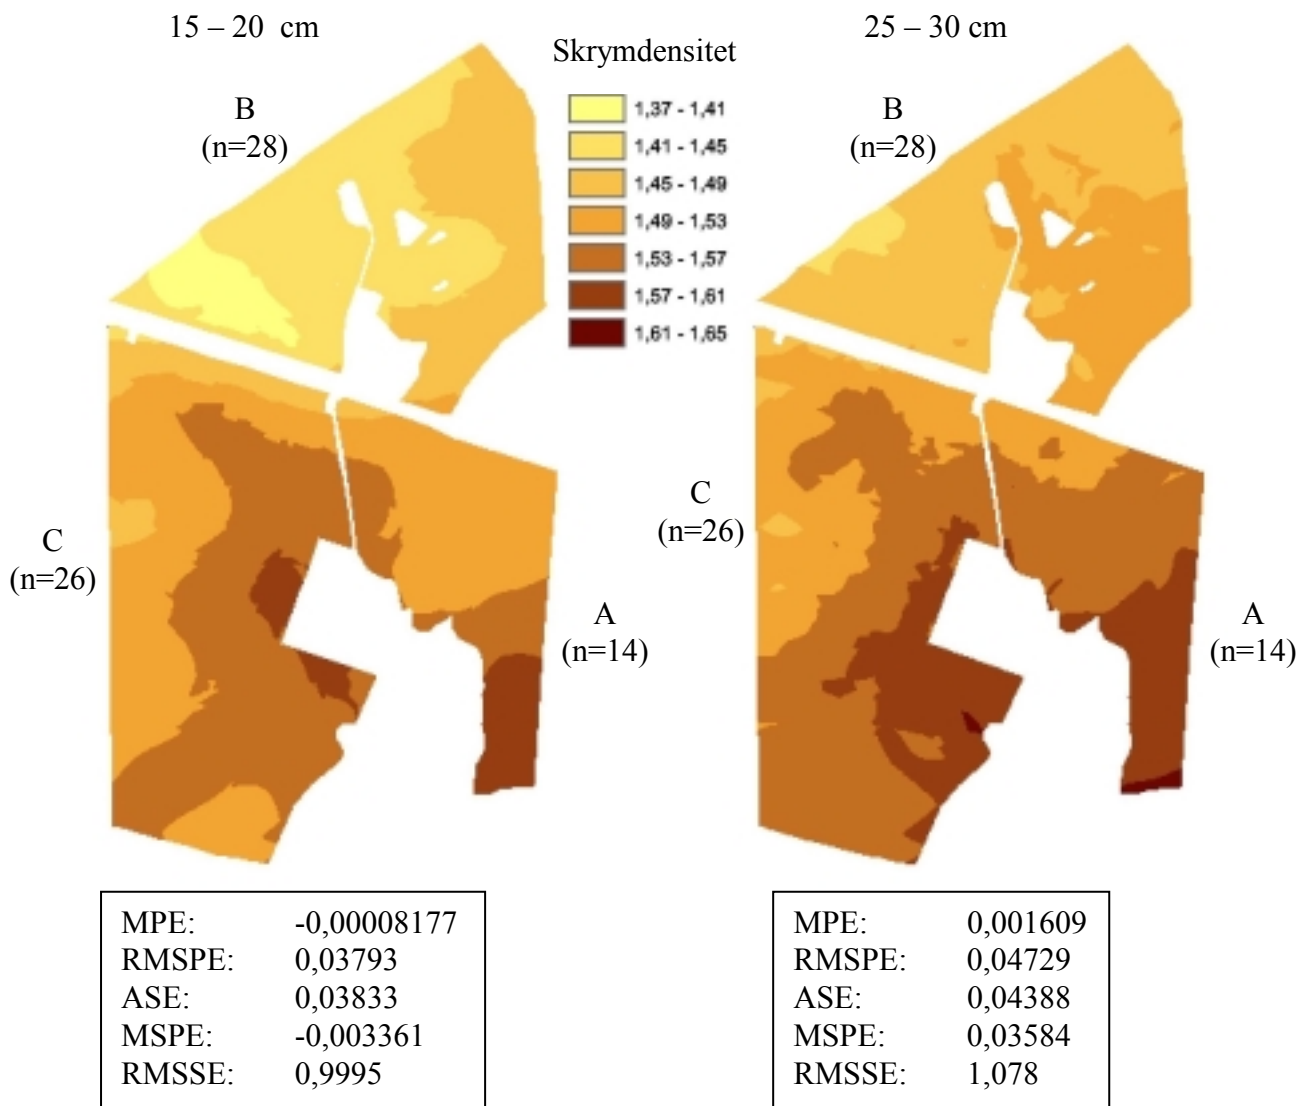 15 – 20 cm
B
(n=28)
C
(n=26)
A
(n=14)
Skrymdensitet
1,37 - 1,41
1,41 - 1,45
1,45 - 1,49
1,49 - 1,53
1,53 - 1,57
1,57 - 1,61
1,61 - 1,65
25 – 30 cm
B
(n=28)
C
(n=26)
A
(n=14)
MPE: -0,00008177
RMSPE: 0,03793
ASE: 0,03833
MSPE: -0,003361
RMSSE: 0,9995
MPE: 0,001609
RMSPE: 0,04729
ASE: 0,04388
MSPE: 0,03584
RMSSE: 1,078